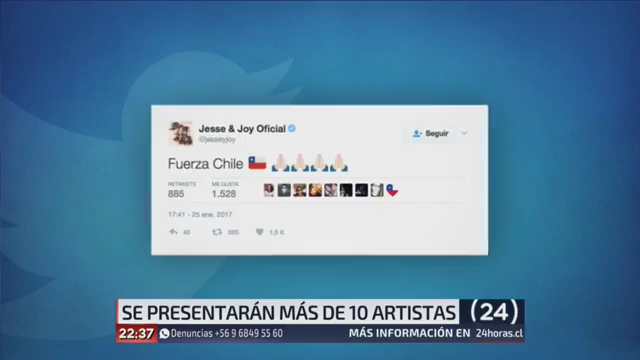 Jesse & Joy Oficial
@jesseyjoy
Seguir
Fuerza Chile 🇨🇱 🙏🏻🙏🏻🙏🏻🙏🏻
RETWEETS ME GUSTA
885 1.528
17:41 - 25 ene. 2017
40 885 1,5 K
SE PRESENTARÁN MÁS DE 10 ARTISTAS (24)
22:37 Denuncias +56 9 6849 55 60 MÁS INFORMACIÓN EN 24horas.cl